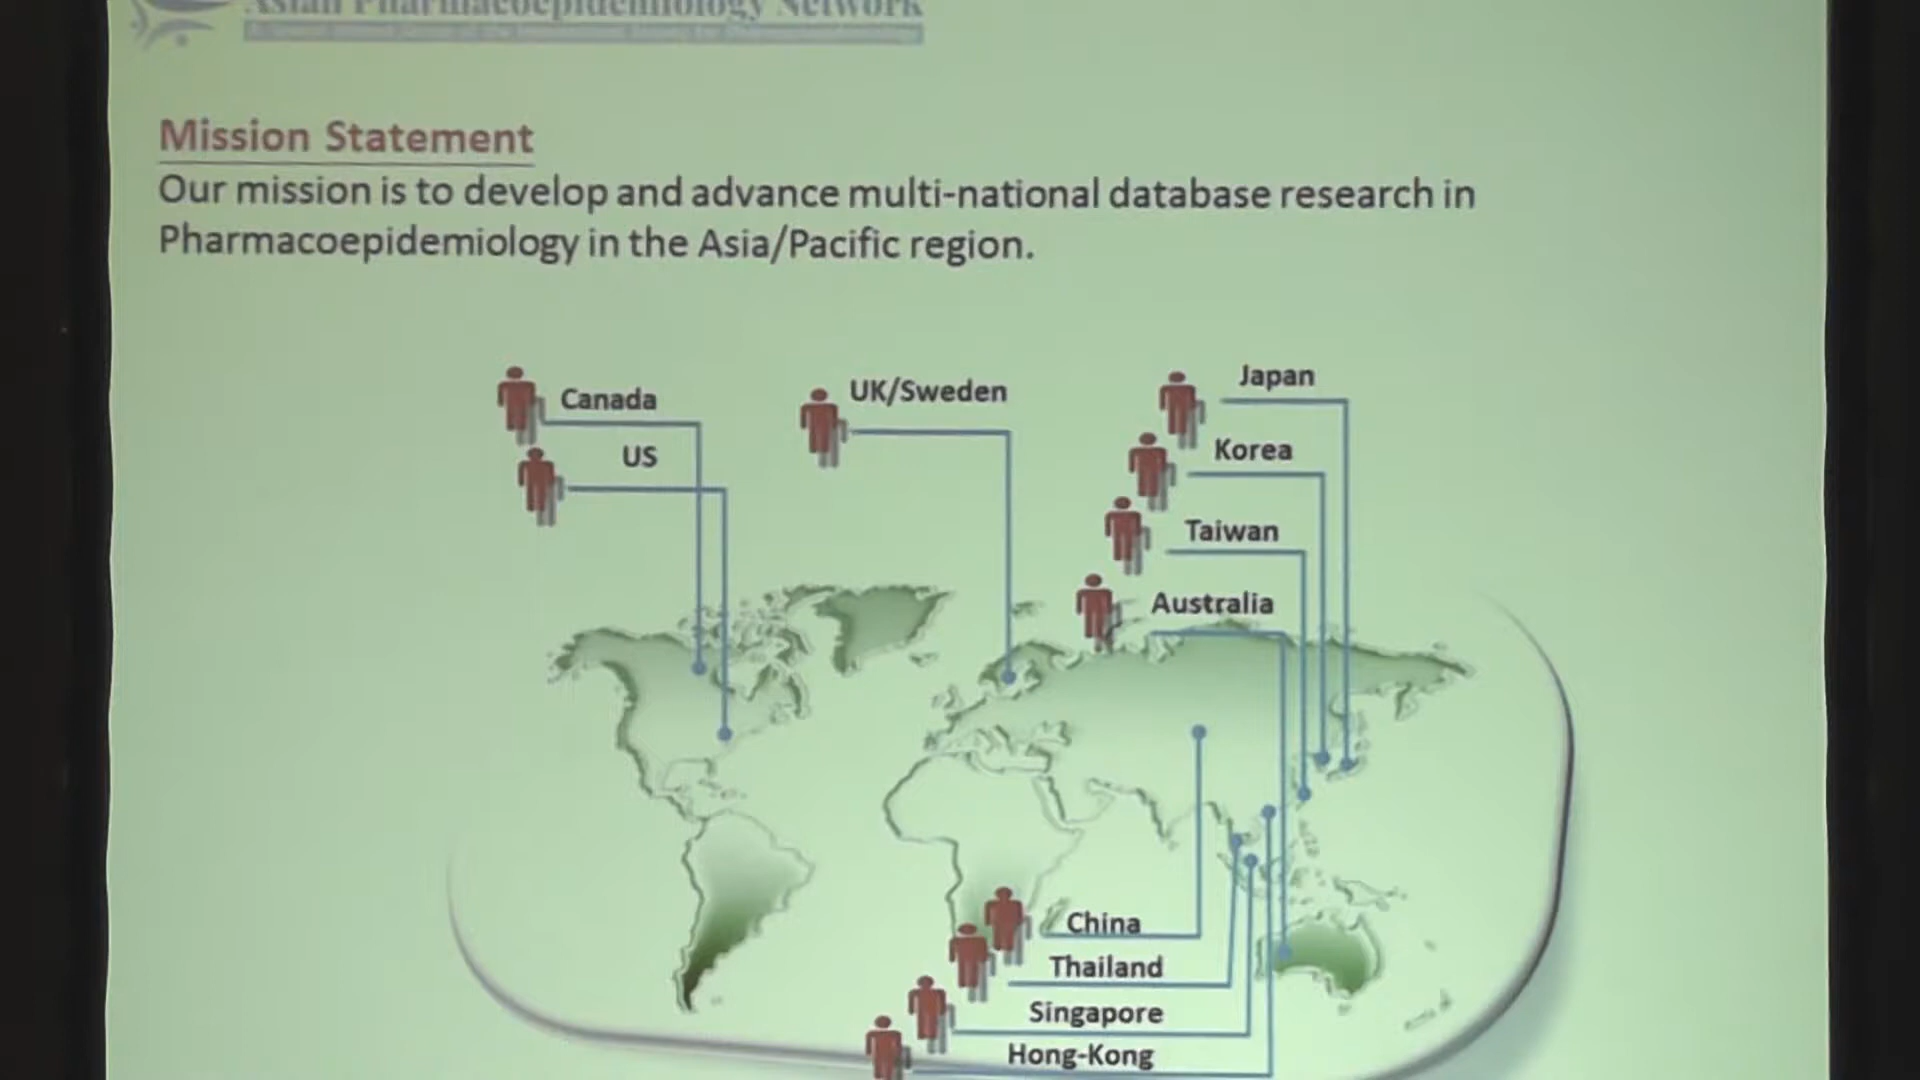 Asian Pharmacoepidemiology Network
Mission Statement
Our mission is to develop and advance multi-national database research in
Pharmacoepidemiology in the Asia/Pacific region.
Canada
US
UK/Sweden
Japan
Korea
Taiwan
Australia
China
Thailand
Singapore
Hong-Kong